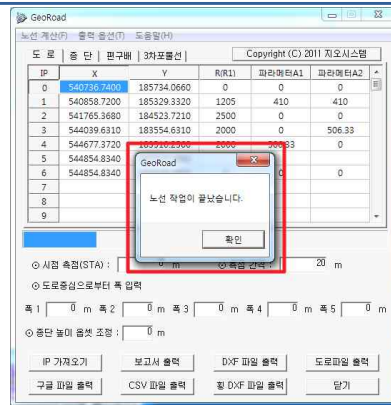 GeoRoad
노선 계산(F) 출력 옵션(T) 도움말(H)
도 로 종 단 편구배 3차포물선 Copyright (C) 2011 지오시스템
IP X Y R(R1) 파라메터A1 파라메터A2
0 540736.7400 185734.0660 0 0 0
1 540858.7200 185329.3320 1205 410 410
2 541765.3680 184523.7210 2500 0 0
3 544039.6310 183554.6310 2000 0 506.33
4 544677.3720 2000 506.33 0
5 544854.8340 0 0
6 544854.8340
7
8
9
GeoRoad
노선 작업이 끝났습니다.
확인
⊙ 시점 측점(STA) : 0 m ⊙ 측점 간격 : 20 m
⊙ 도로중심으로부터 폭 입력
폭 1 0 m 폭 2 0 m 폭 3 0 m 폭 4 0 m 폭 5 0 m
⊙ 종단 높이 옵셋 조정 : 0 m
IP 가져오기 보고서 출력 DXF 파일 출력 도로파일 출력
구글 파일 출력 CSV 파일 출력 횡 DXF 파일 출력 닫기